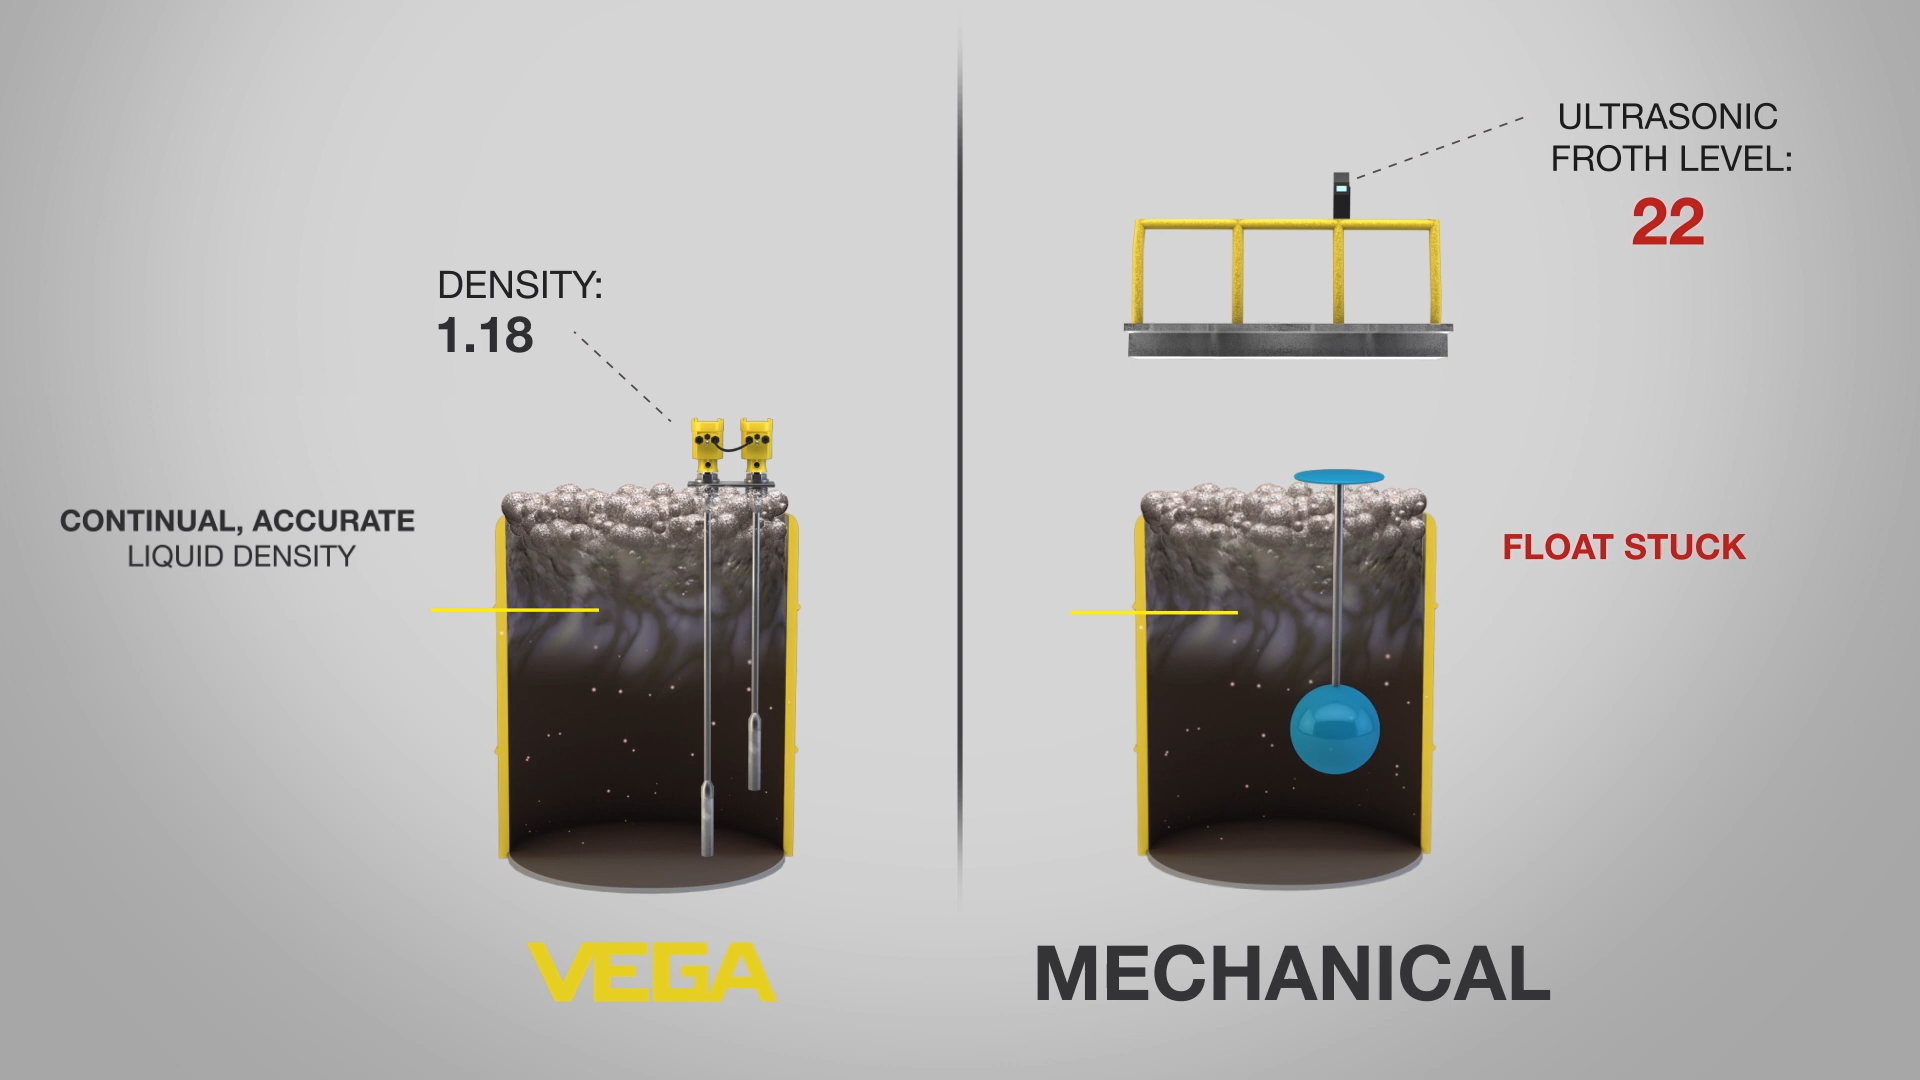 DENSITY:
1.18
CONTINUAL, ACCURATE
LIQUID DENSITY
VEGA
ULTRASONIC
FROTH LEVEL:
22
FLOAT STUCK
MECHANICAL